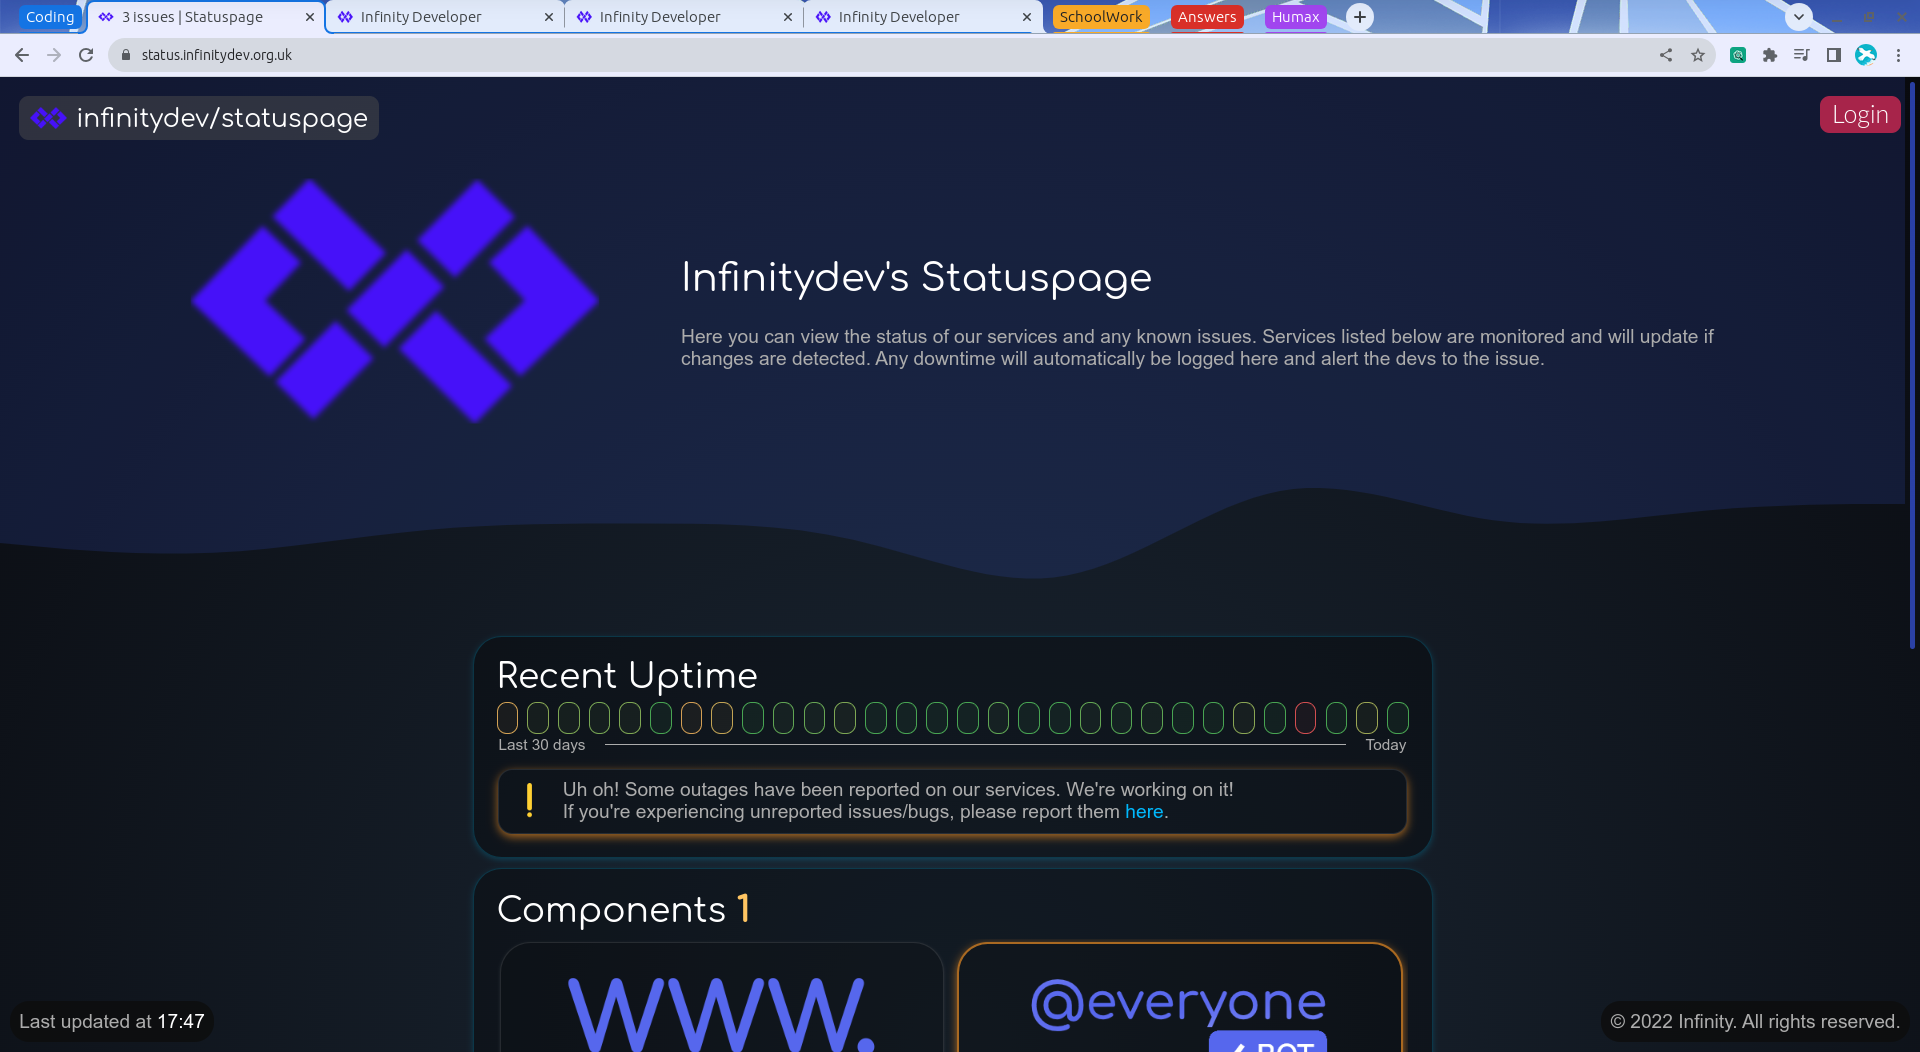 Coding
3 issues | Statuspage
Infinity Developer
Infinity Developer
Infinity Developer
SchoolWork
Answers
Humax
status.infinitydev.org.uk
infinitydev/statuspage
Login
Infinitydev's Statuspage
Here you can view the status of our services and any known issues. Services listed below are monitored and will update if
changes are detected. Any downtime will automatically be logged here and alert the devs to the issue.
Recent Uptime
Last 30 days
Today
! Uh oh! Some outages have been reported on our services. We're working on it!
If you're experiencing unreported issues/bugs, please report them here.
Components 1
www.
@everyone
✓ BOT
Last updated at 17:47
© 2022 Infinity. All rights reserved.